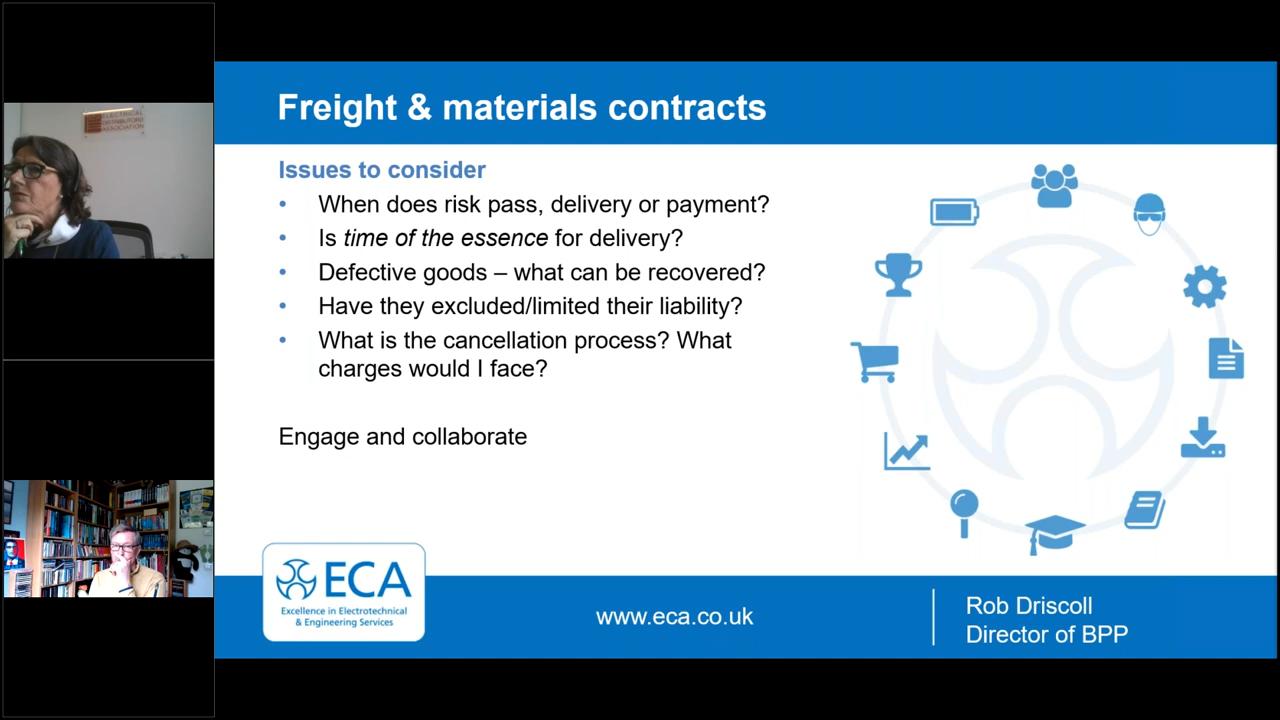 ELECTRICAL
DISTRIBUTORS
ASSOCIATION
Freight & materials contracts
Issues to consider
• When does risk pass, delivery or payment?
• Is time of the essence for delivery?
• Defective goods – what can be recovered?
• Have they excluded/limited their liability?
• What is the cancellation process? What
charges would I face?
Engage and collaborate
ECA
Excellence in Electrotechnical
& Engineering Services
www.eca.co.uk
Rob Driscoll
Director of BPP